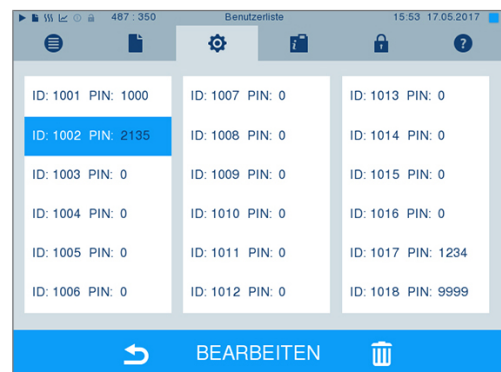 487 : 350 Benutzerliste 15:53 17.05.2017
ID: 1001 PIN: 1000
ID: 1002 PIN: 2135
ID: 1003 PIN: 0
ID: 1004 PIN: 0
ID: 1005 PIN: 0
ID: 1006 PIN: 0
ID: 1007 PIN: 0
ID: 1008 PIN: 0
ID: 1009 PIN: 0
ID: 1010 PIN: 0
ID: 1011 PIN: 0
ID: 1012 PIN: 0
ID: 1013 PIN: 0
ID: 1014 PIN: 0
ID: 1015 PIN: 0
ID: 1016 PIN: 0
ID: 1017 PIN: 1234
ID: 1018 PIN: 9999
BEARBEITEN